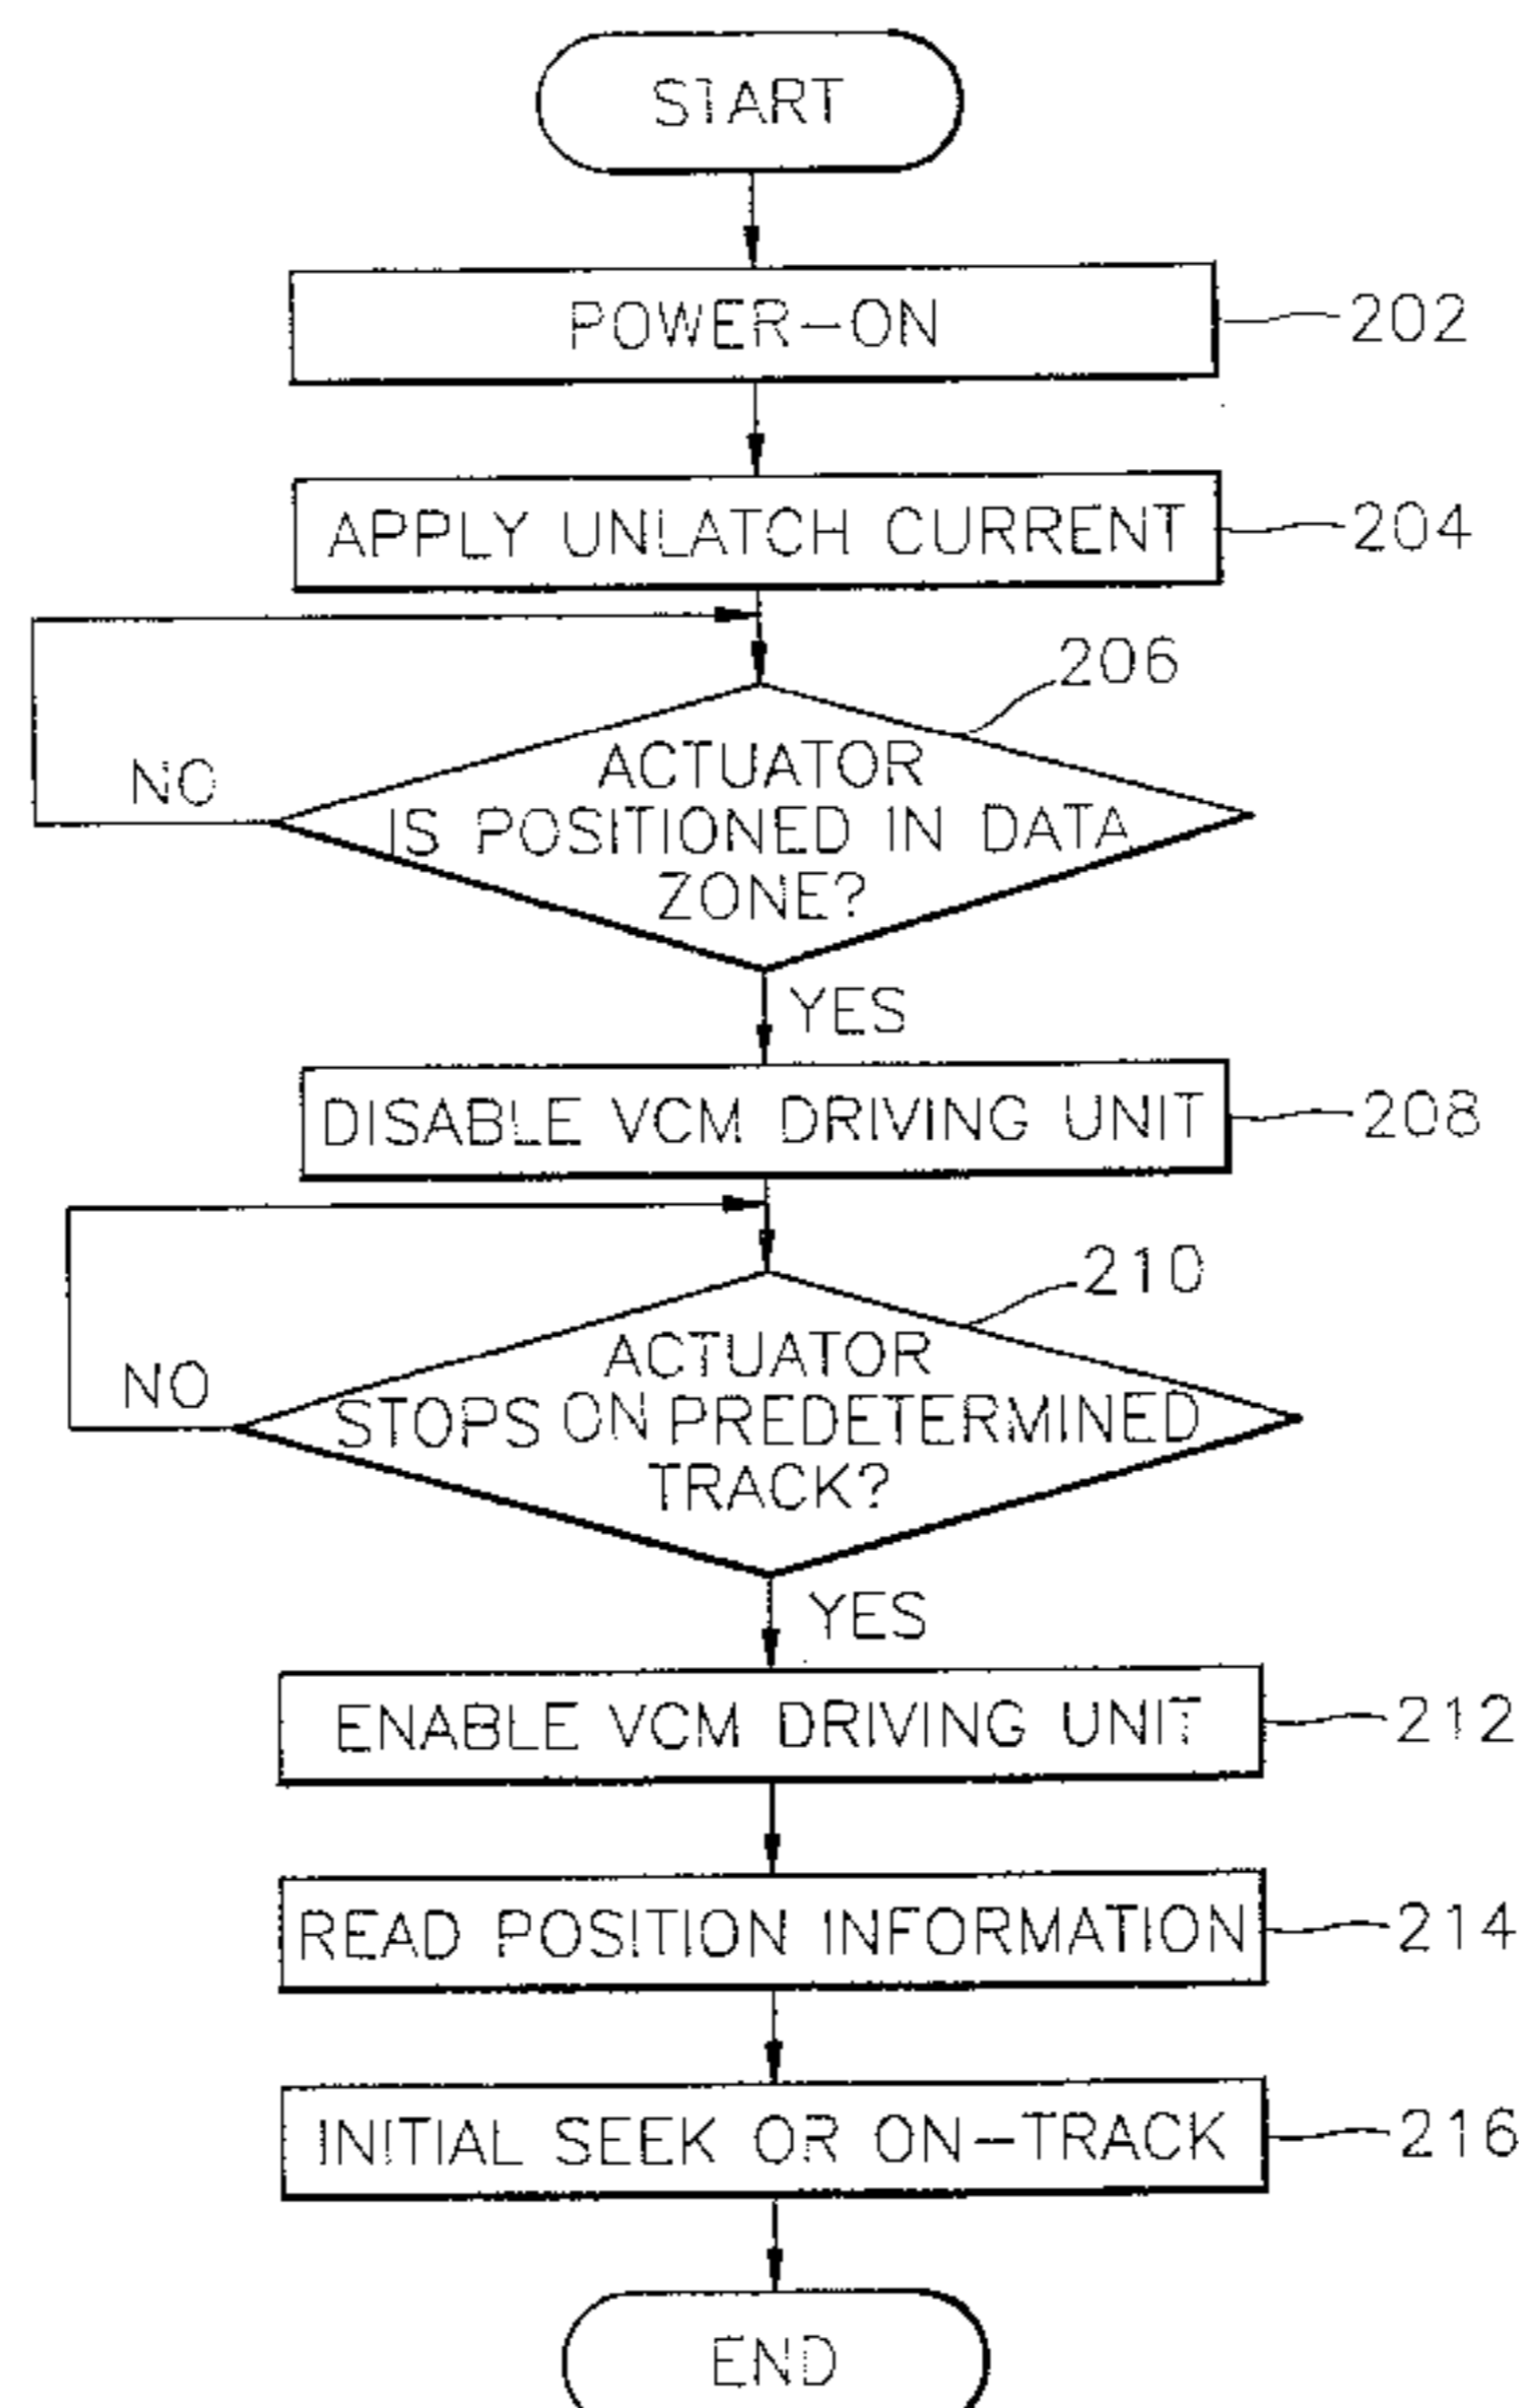 START
POWER-ON
202
APPLY UNLATCH CURRENT
204
206
ACTUATOR
IS POSITIONED IN DATA
ZONE?
NO
YES
DISABLE VCM DRIVING UNIT
208
210
ACTUATOR
STOPS ON PREDETERMINED
TRACK?
NO
YES
ENABLE VCM DRIVING UNIT
212
READ POSITION INFORMATION
214
INITIAL SEEK OR ON-TRACK
216
END